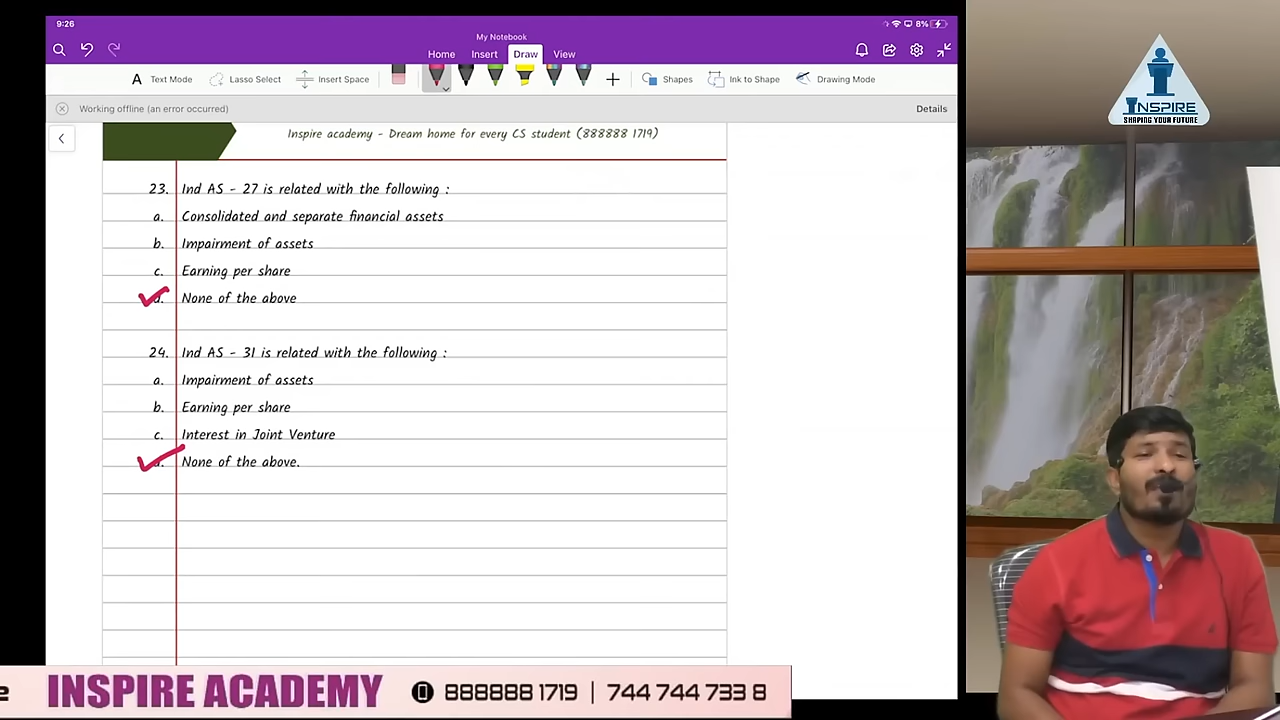 9:26
8%
My Notebook
Home Insert Draw View
Text Mode Lasso Select Insert Space Shapes Ink to Shape Drawing Mode
Working offline (an error occurred) Details
Inspire academy - Dream home for every CS student (888888 1719)
23. Ind AS - 27 is related with the following :
a. Consolidated and separate financial assets
b. Impairment of assets
c. Earning per share
d. None of the above
24. Ind AS - 31 is related with the following :
a. Impairment of assets
b. Earning per share
c. Interest in Joint Venture
d. None of the above.
INSPIRE
SHAPING YOUR FUTURE
INSPIRE ACADEMY 888888 1719 | 744 744 733 8